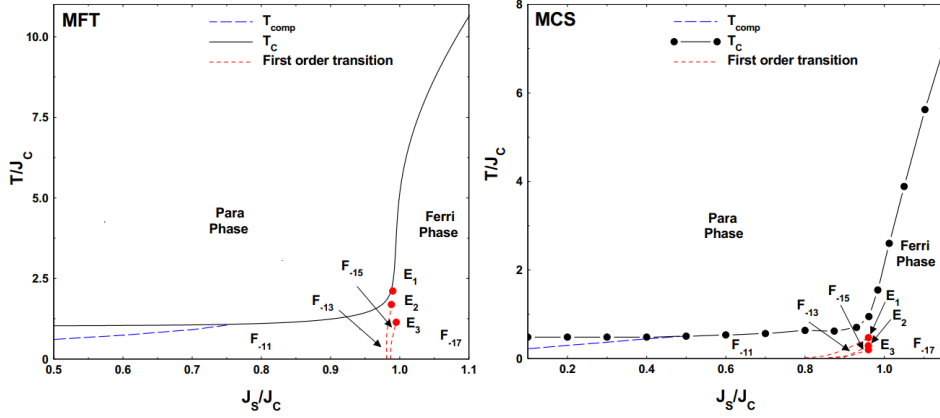 MFT
T_comp
T_C
First order transition
T/J_C
10.0
7.5
5.0
2.5
0
Para
Phase
Ferri
Phase
F_-15
E_1
F_-13
E_2
E_3
F_-11
F_-17
0.5
0.6
0.7
0.8
0.9
1.0
1.1
J_S/J_C
MCS
T_comp
T_C
First order transition
T/J_C
8
6
4
2
0
Para
Phase
Ferri
Phase
F_-15
E_1
F_-13
E_2
F_-11
E_3
F_-17
0.2
0.4
0.6
0.8
1.0
J_S/J_C